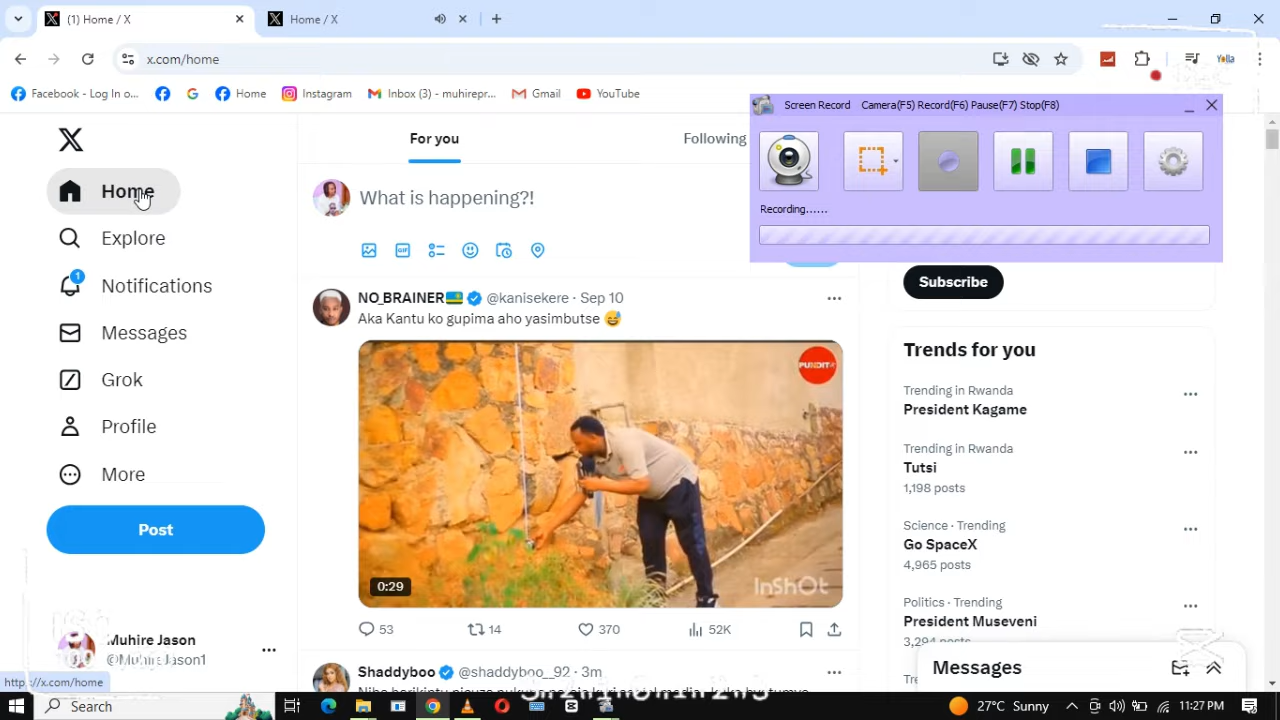 (1) Home / X
Home / X
x.com/home
Facebook - Log In o...
Home
Instagram
Inbox (3) - muhirepr...
Gmail
YouTube
Screen Record Camera(F5) Record(F6) Pause(F7) Stop(F8)
Recording......
Home
Explore
Notifications
1
Messages
Grok
Profile
More
Post
Muhire Jason
@MuhireJason1
http://x.com/home
For you
Following
What is happening?!
GIF
NO_BRAINER @kanisekere · Sep 10
Aka Kantu ko gupima aho yasimbutse
PUNDIT
0:29
InShOt
53
14
370
52K
Shaddyboo @shaddyboo_92 · 3m
Subscribe
Trends for you
Trending in Rwanda
President Kagame
Trending in Rwanda
Tutsi
1,198 posts
Science · Trending
Go SpaceX
4,965 posts
Politics · Trending
President Museveni
Messages
Search
27°C Sunny
11:27 PM